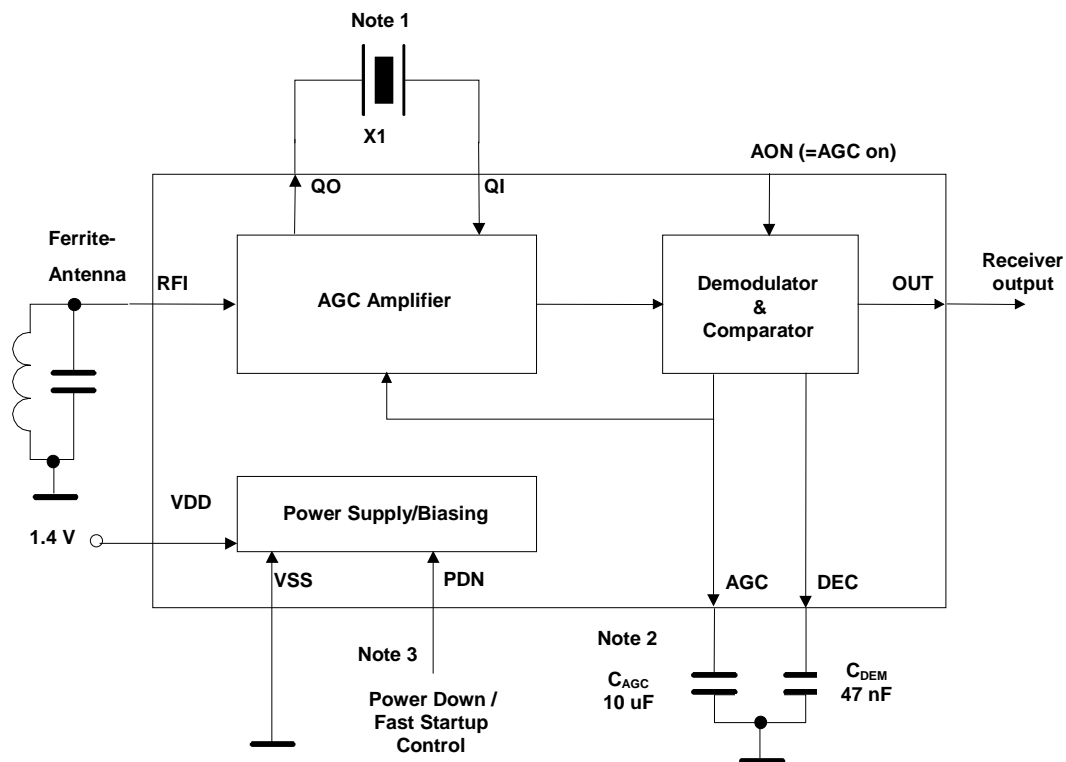 Note 1
X1
AON (=AGC on)
QO
QI
Ferrite-
Antenna
RFI
AGC Amplifier
Demodulator
&
Comparator
OUT
Receiver
output
VDD
Power Supply/Biasing
1.4 V
VSS
PDN
AGC
DEC
Note 3
Note 2
Power Down /
Fast Startup
Control
CAGC
10 uF
CDEM
47 nF